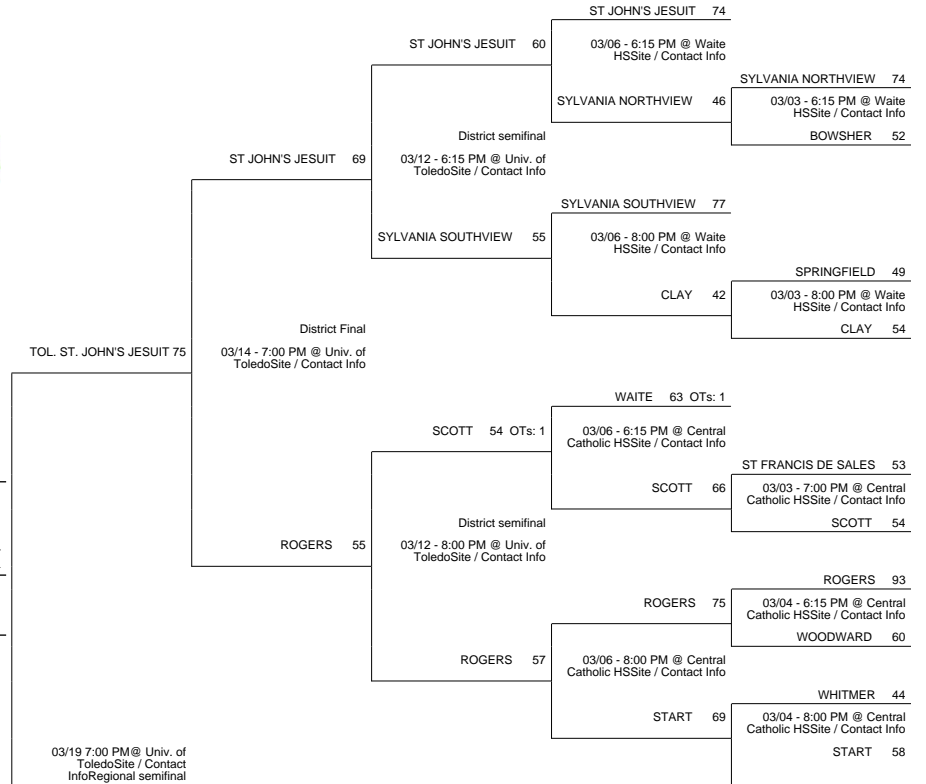 ST JOHN'S JESUIT 74
ST JOHN'S JESUIT 60
03/06 - 6:15 PM @ Waite
HSSite / Contact Info
SYLVANIA NORTHVIEW 74
SYLVANIA NORTHVIEW 46
03/03 - 6:15 PM @ Waite
HSSite / Contact Info
BOWSHER 52
District semifinal
ST JOHN'S JESUIT 69
03/12 - 6:15 PM @ Univ. of
ToledoSite / Contact Info
SYLVANIA SOUTHVIEW 77
SYLVANIA SOUTHVIEW 55
03/06 - 8:00 PM @ Waite
HSSite / Contact Info
SPRINGFIELD 49
CLAY 42
03/03 - 8:00 PM @ Waite
HSSite / Contact Info
CLAY 54
District Final
TOL. ST. JOHN'S JESUIT 75
03/14 - 7:00 PM @ Univ. of
ToledoSite / Contact Info
WAITE 63 OTs: 1
SCOTT 54 OTs: 1
03/06 - 6:15 PM @ Central
Catholic HSSite / Contact Info
ST FRANCIS DE SALES 53
SCOTT 66
03/03 - 7:00 PM @ Central
Catholic HSSite / Contact Info
SCOTT 54
District semifinal
ROGERS 55
03/12 - 8:00 PM @ Univ. of
ToledoSite / Contact Info
ROGERS 93
ROGERS 75
03/04 - 6:15 PM @ Central
Catholic HSSite / Contact Info
WOODWARD 60
ROGERS 57
03/06 - 8:00 PM @ Central
Catholic HSSite / Contact Info
WHITMER 44
START 69
03/04 - 8:00 PM @ Central
Catholic HSSite / Contact Info
START 58
03/19 7:00 PM@ Univ. of
ToledoSite / Contact
InfoRegional semifinal